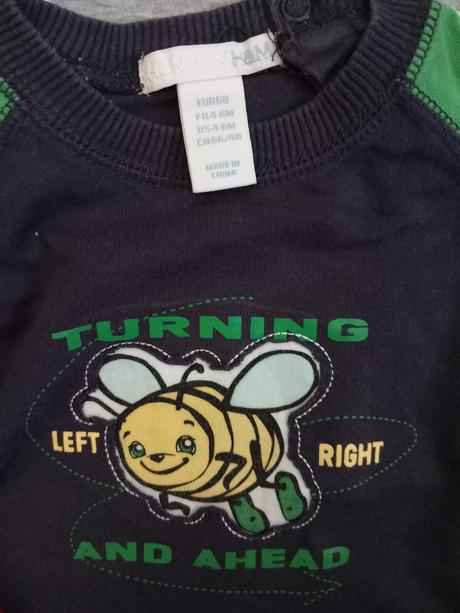 H&M H&M H&M
EUR68
FR4-6M
US4-6M
CN66/48
MADE IN
CHINA
TURNING
LEFT RIGHT
AND AHEAD